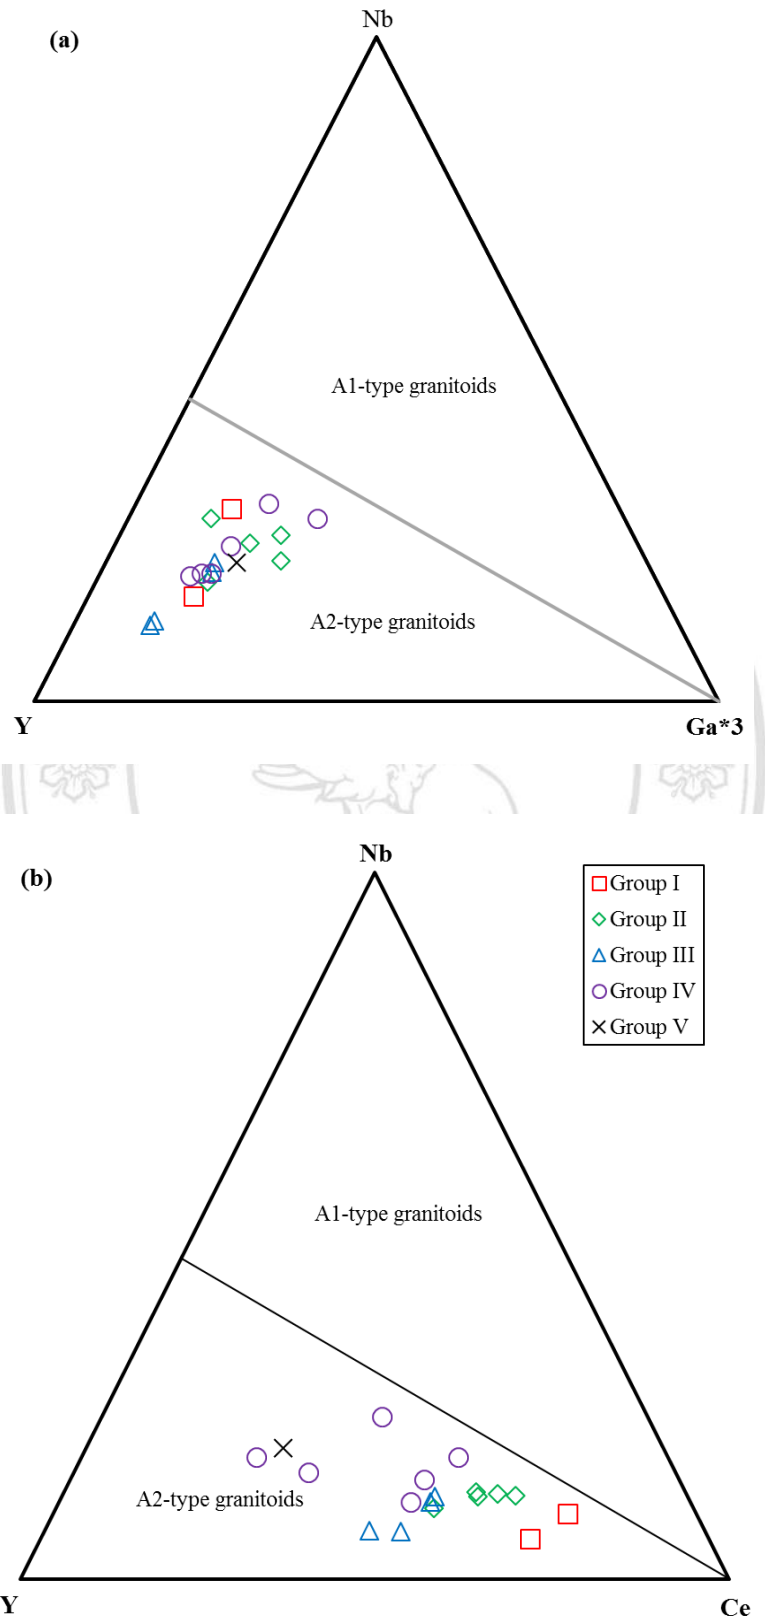 Nb
(a)
A1-type granitoids
A2-type granitoids
Y
Ga*3
Nb
(b)
Group I
Group II
Group III
Group IV
Group V
A1-type granitoids
A2-type granitoids
Y
Ce